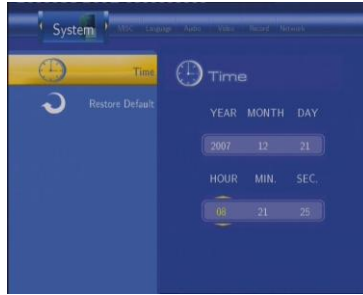 System MISC Language Audio Video Record Network
Time
Restore Default
Time
YEAR MONTH DAY
2007 12 21
HOUR MIN. SEC.
08 21 25